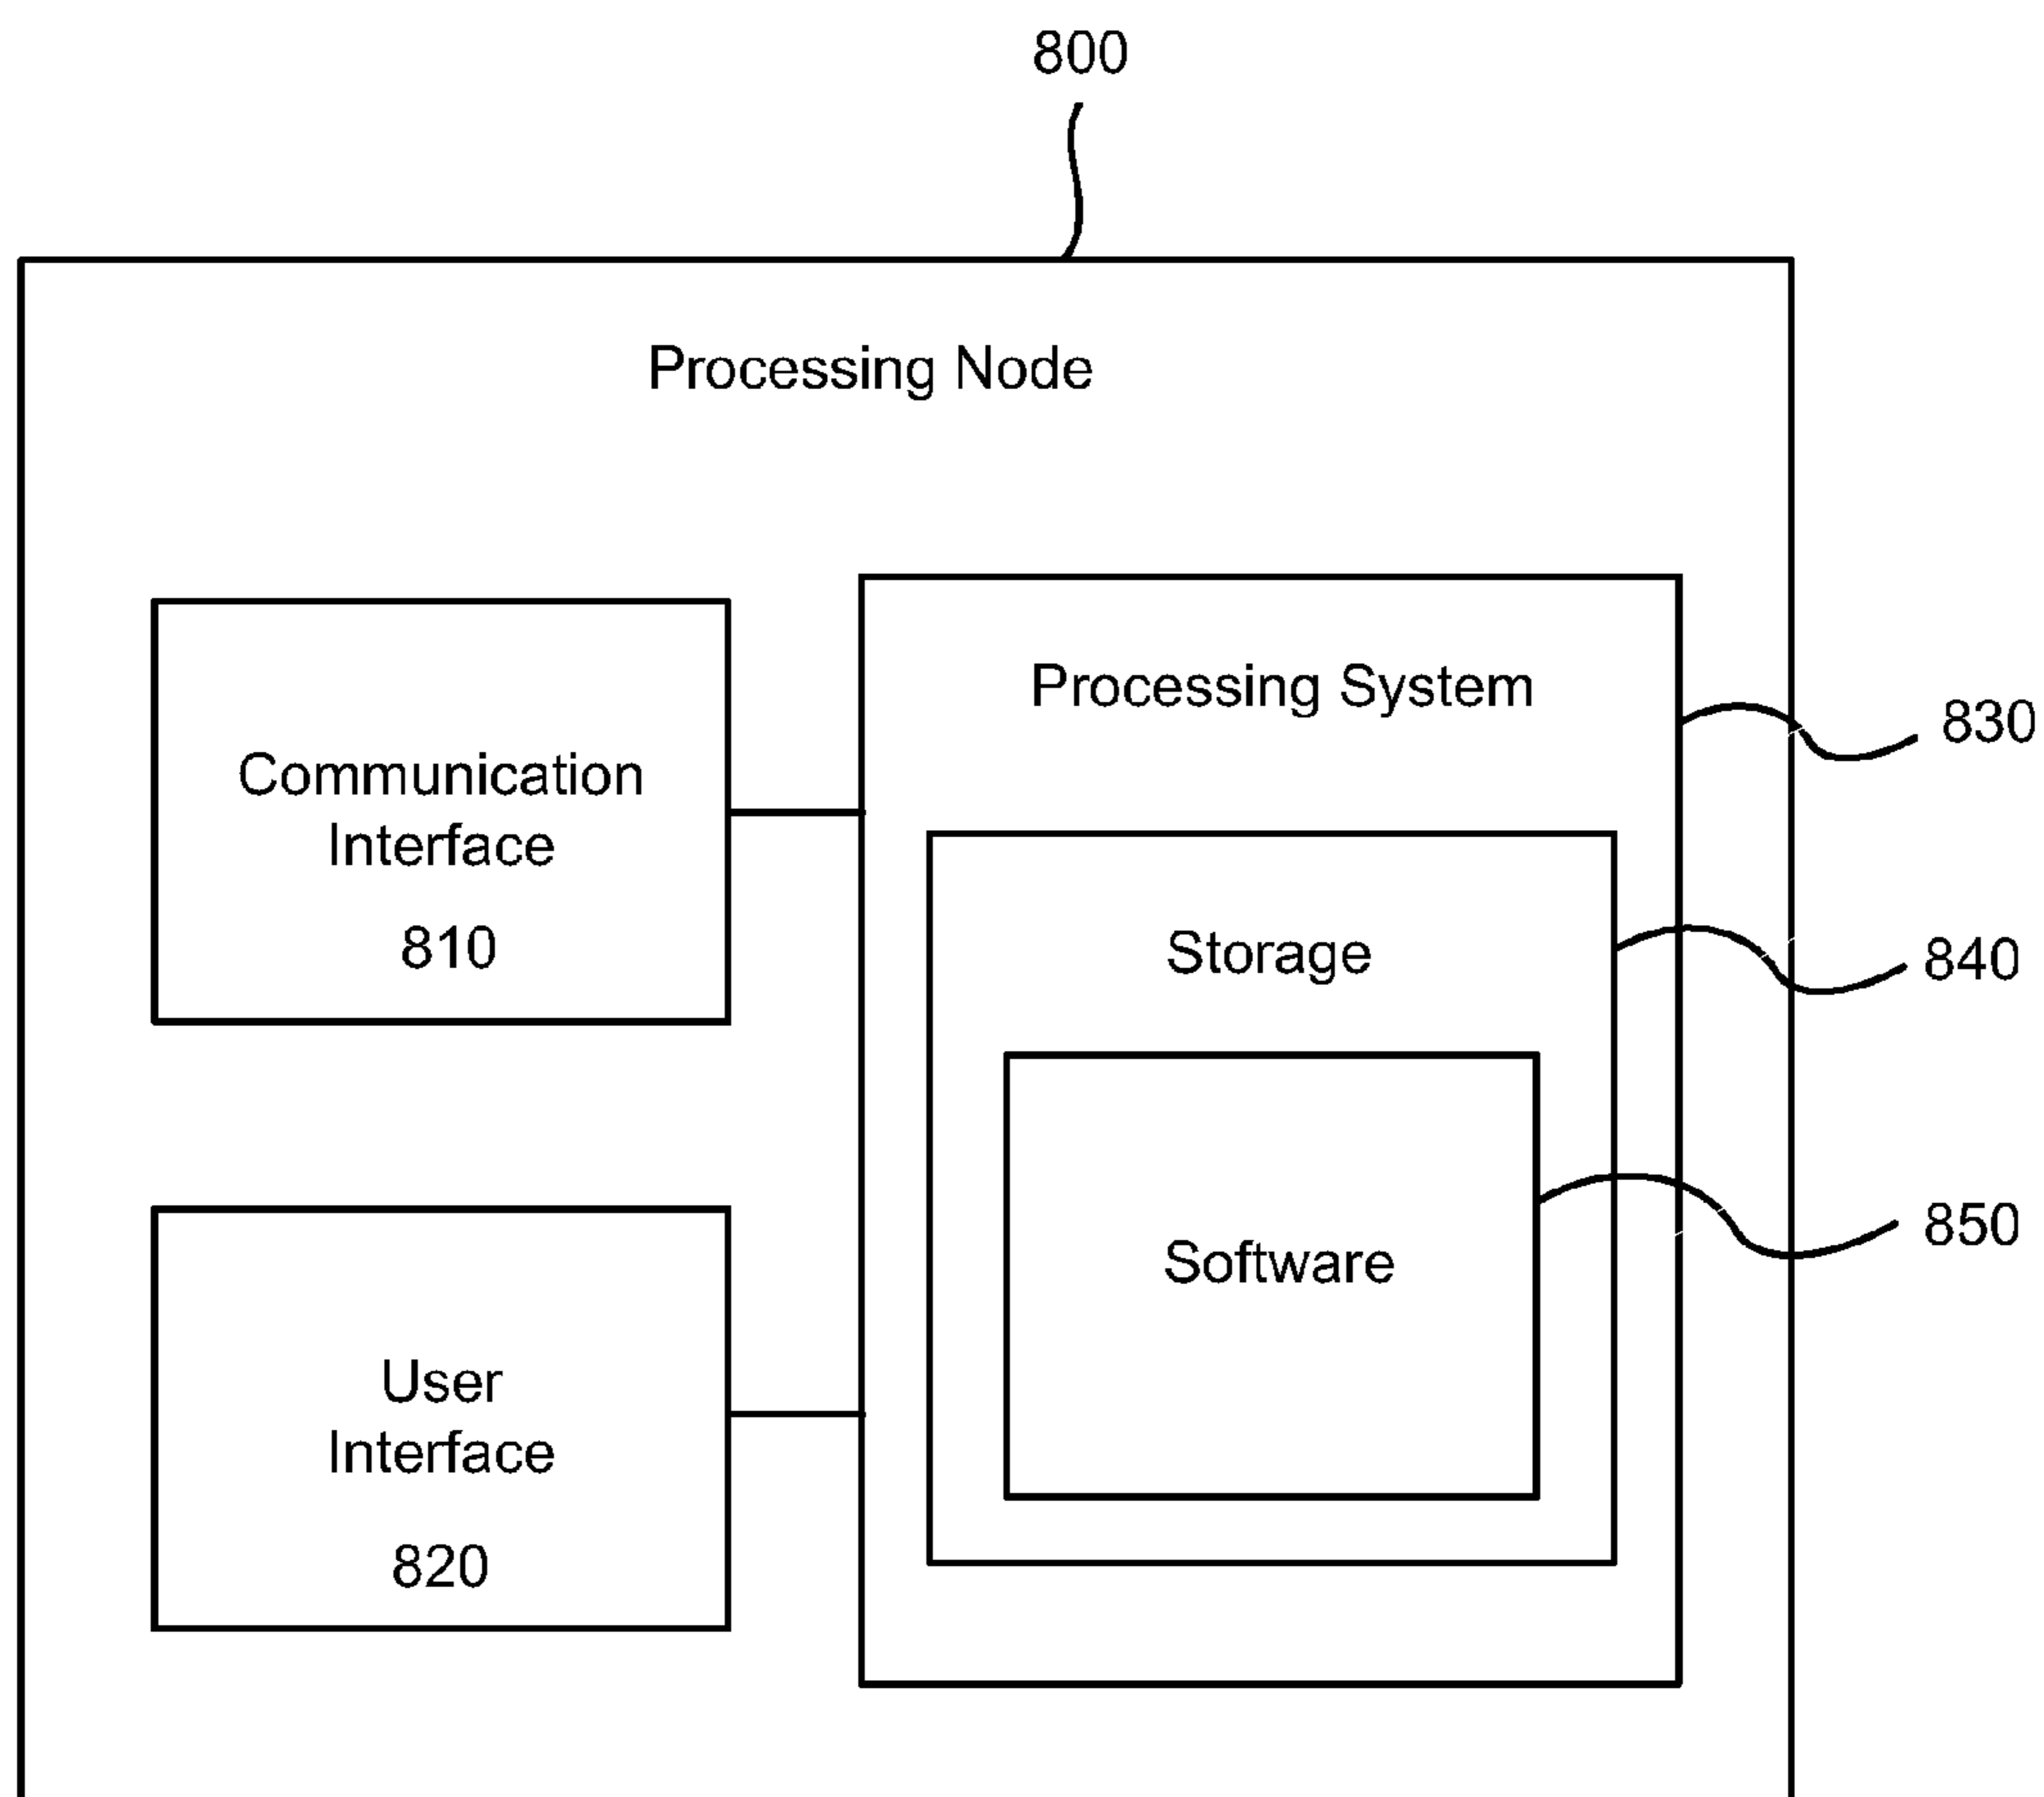 800
Processing Node
Processing System
830
Communication
Interface
810
Storage
840
Software
850
User
Interface
820